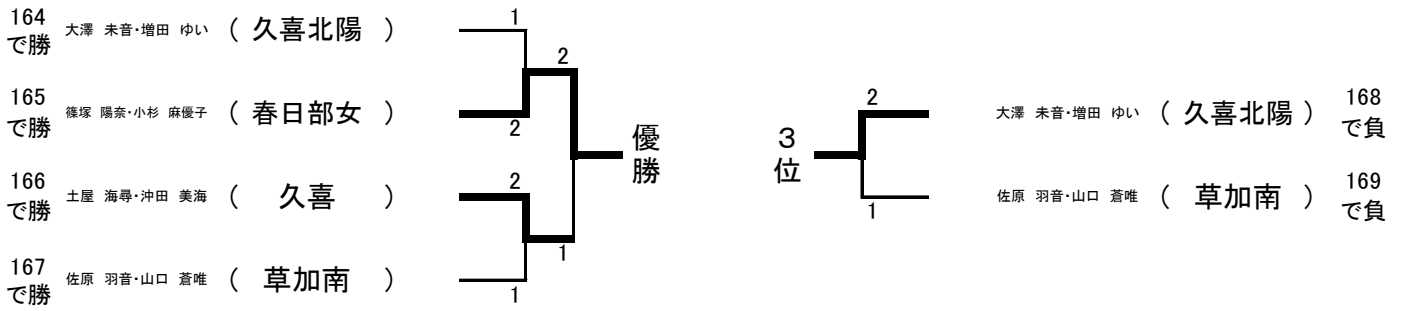 164
で勝
大澤 未音・増田 ゆい ( 久喜北陽 )
1
2
165
で勝
篠塚 陽奈・小杉 麻優子 ( 春日部女 )
2
優勝
166
で勝
土屋 海尋・沖田 美海 ( 久喜 )
2
1
167
で勝
佐原 羽音・山口 蒼唯 ( 草加南 )
1
3位
2
大澤 未音・増田 ゆい ( 久喜北陽 )
168
で負
1
佐原 羽音・山口 蒼唯 ( 草加南 )
169
で負